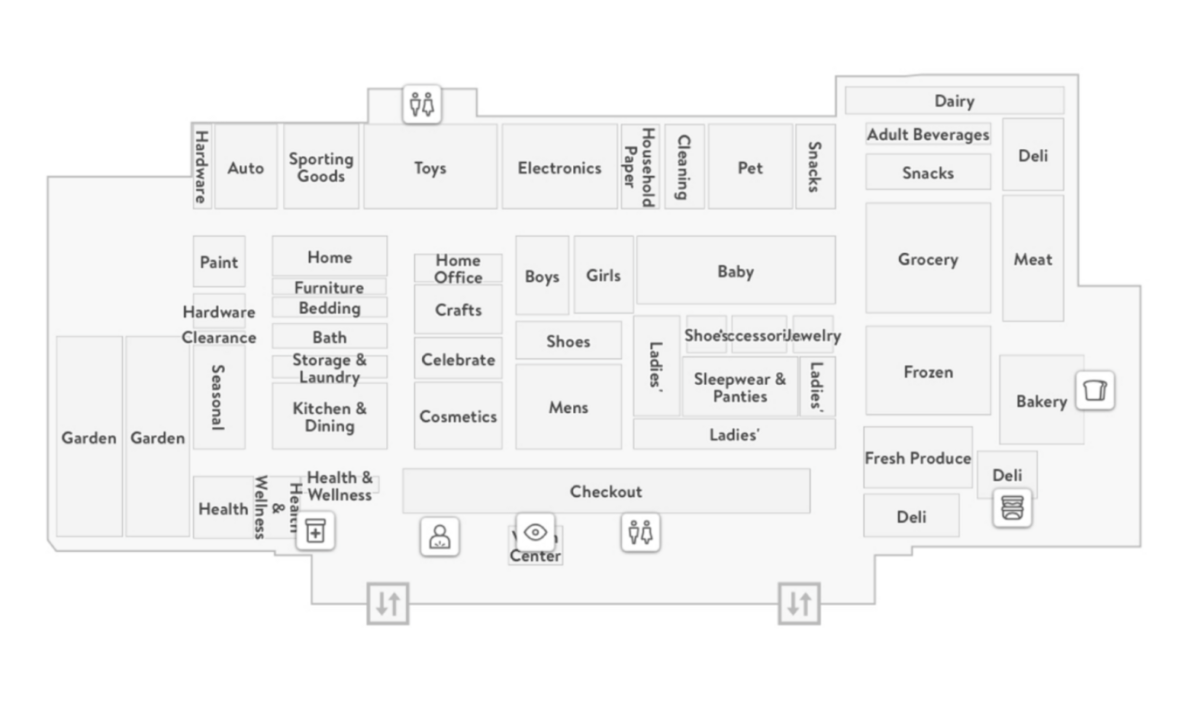 Dairy
Hardware
Auto
Sporting
Goods
Toys
Electronics
Household
Paper
Cleaning
Pet
Snacks
Adult Beverages
Snacks
Deli
Paint
Home
Furniture
Bedding
Home
Office
Crafts
Boys
Girls
Baby
Grocery
Meat
Hardware
Clearance
Seasonal
Bath
Storage &
Laundry
Kitchen &
Dining
Celebrate
Cosmetics
Shoes
Mens
Ladies'
Shoes
Jewelry
Sleepwear &
Panties
Ladies'
Ladies'
Frozen
Bakery
Garden
Garden
Fresh Produce
Deli
Deli
Health
Wellness
&
Health
Health &
Wellness
Checkout
Center